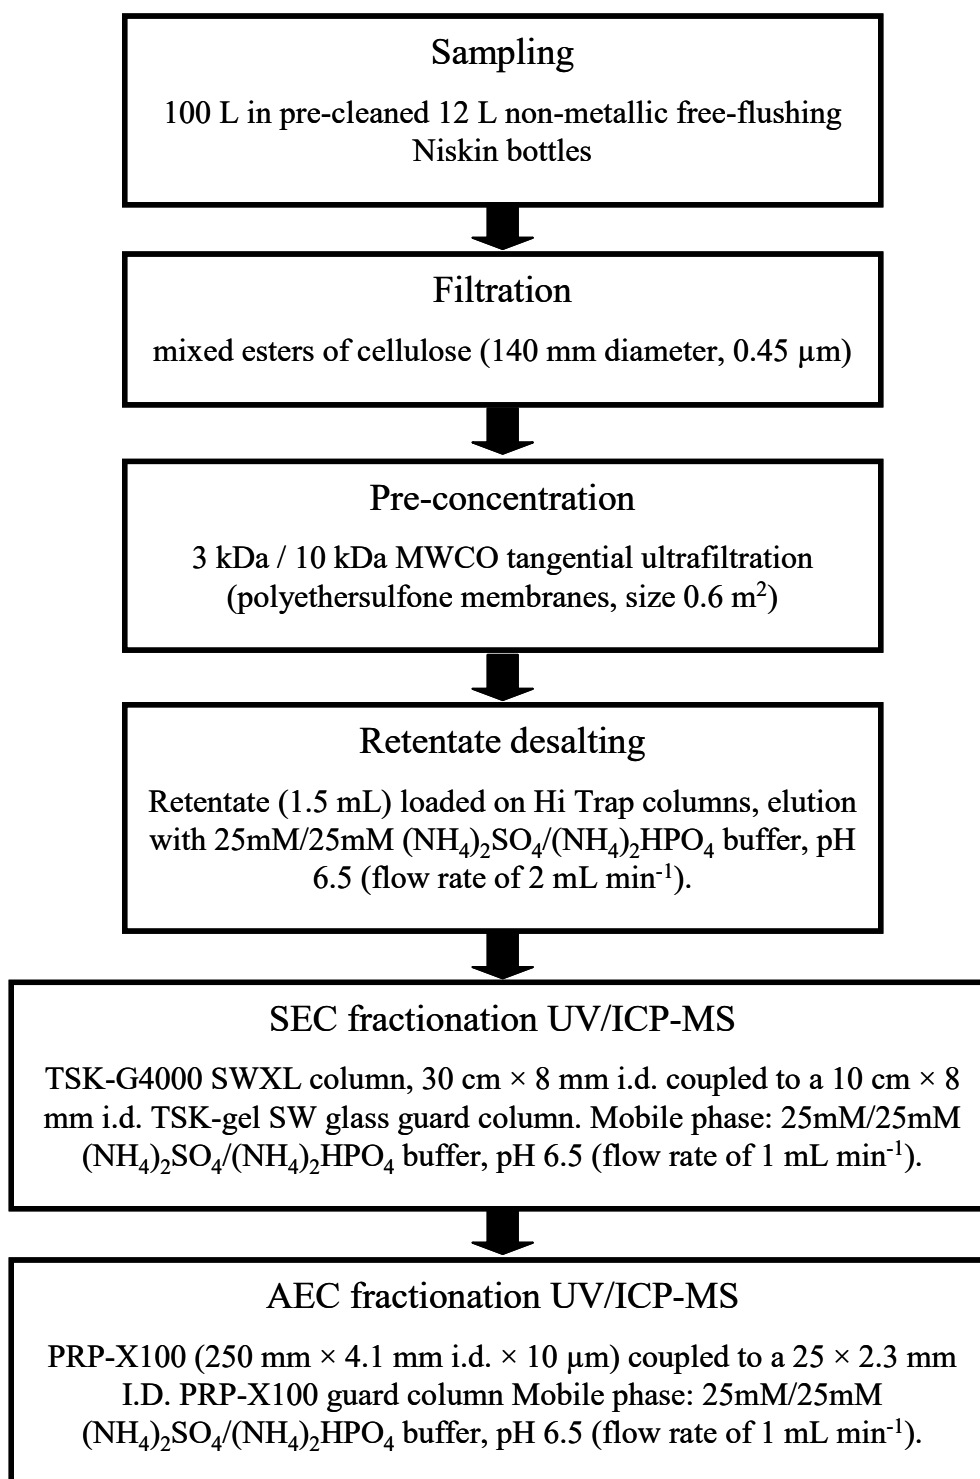 Sampling
100 L in pre-cleaned 12 L non-metallic free-flushing
Niskin bottles
Filtration
mixed esters of cellulose (140 mm diameter, 0.45 µm)
Pre-concentration
3 kDa / 10 kDa MWCO tangential ultrafiltration
(polyethersulfone membranes, size 0.6 m²)
Retentate desalting
Retentate (1.5 mL) loaded on Hi Trap columns, elution
with 25mM/25mM (NH₄)₂SO₄/(NH₄)₂HPO₄ buffer, pH
6.5 (flow rate of 2 mL min⁻¹).
SEC fractionation UV/ICP-MS
TSK-G4000 SWXL column, 30 cm × 8 mm i.d. coupled to a 10 cm × 8
mm i.d. TSK-gel SW glass guard column. Mobile phase: 25mM/25mM
(NH₄)₂SO₄/(NH₄)₂HPO₄ buffer, pH 6.5 (flow rate of 1 mL min⁻¹).
AEC fractionation UV/ICP-MS
PRP-X100 (250 mm × 4.1 mm i.d. × 10 µm) coupled to a 25 × 2.3 mm
I.D. PRP-X100 guard column Mobile phase: 25mM/25mM
(NH₄)₂SO₄/(NH₄)₂HPO₄ buffer, pH 6.5 (flow rate of 1 mL min⁻¹).